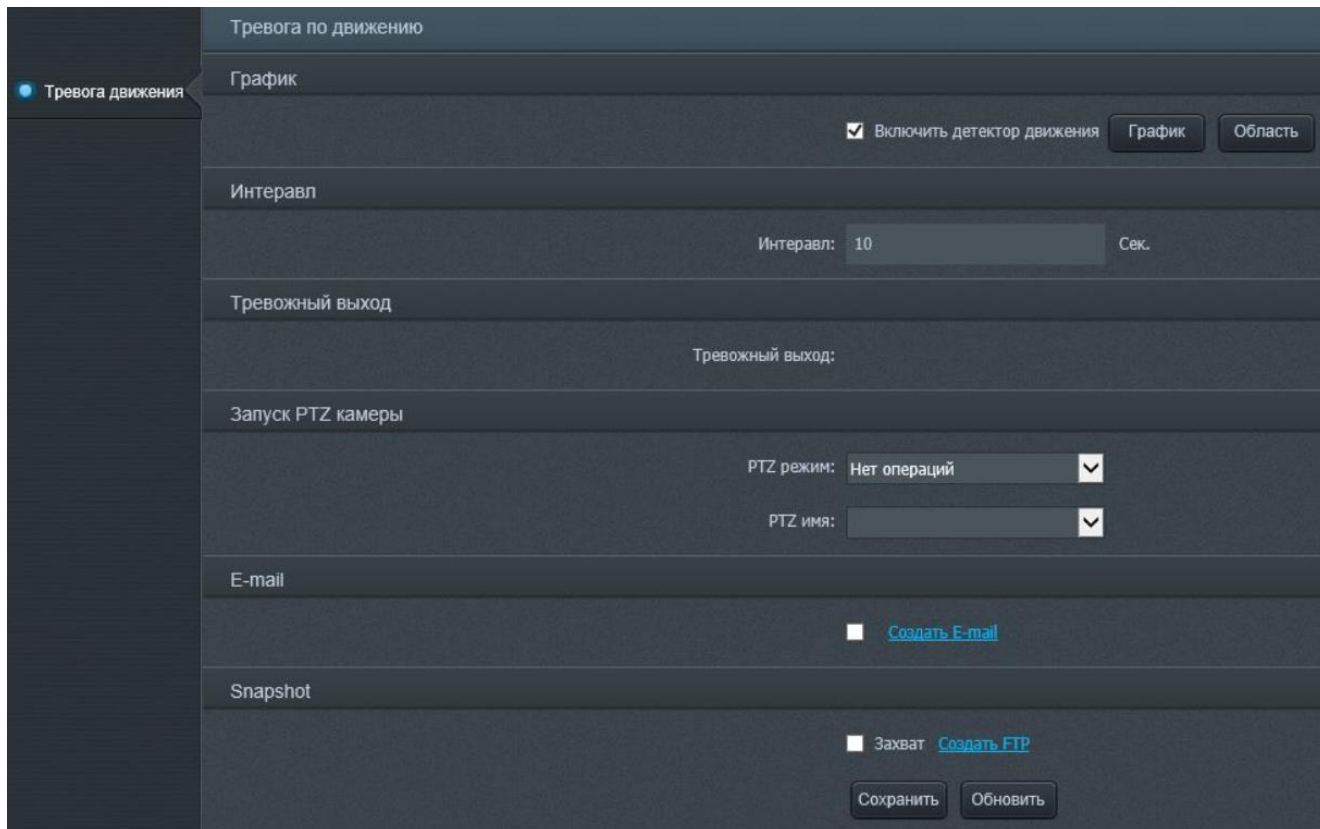 Тревога по движению
Тревога движения
График
Включить детектор движения График Область
Интеравл
Интеравл: 10 Сек.
Тревожный выход
Тревожный выход:
Запуск PTZ камеры
PTZ режим: Нет операций
PTZ имя:
E-mail
Создать E-mail
Snapshot
Захват Создать FTP
Сохранить Обновить